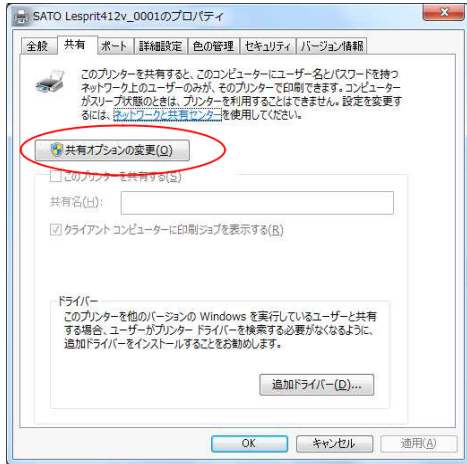 SATO Lesprit412v_0001のプロパティ
全般 共有 ポート 詳細設定 色の管理 セキュリティ バージョン情報
このプリンターを共有すると、このコンピューターにユーザー名とパスワードを持つ
ネットワーク上のユーザーのみが、そのプリンターで印刷できます。コンピューター
がスリープ状態のときは、プリンターを利用することはできません。設定を変更す
るには、ネットワークと共有センターを使用してください。
共有オプションの変更(O)
このプリンターを共有する(S)
共有名(H):
クライアント コンピューターに印刷ジョブを表示する(R)
ドライバー
このプリンターを他のバージョンの Windows を実行しているユーザーと共有
する場合、ユーザーがプリンター ドライバーを検索する必要がなくなるように、
追加ドライバーをインストールすることをお勧めします。
追加ドライバー(D)...
OK キャンセル 適用(A)